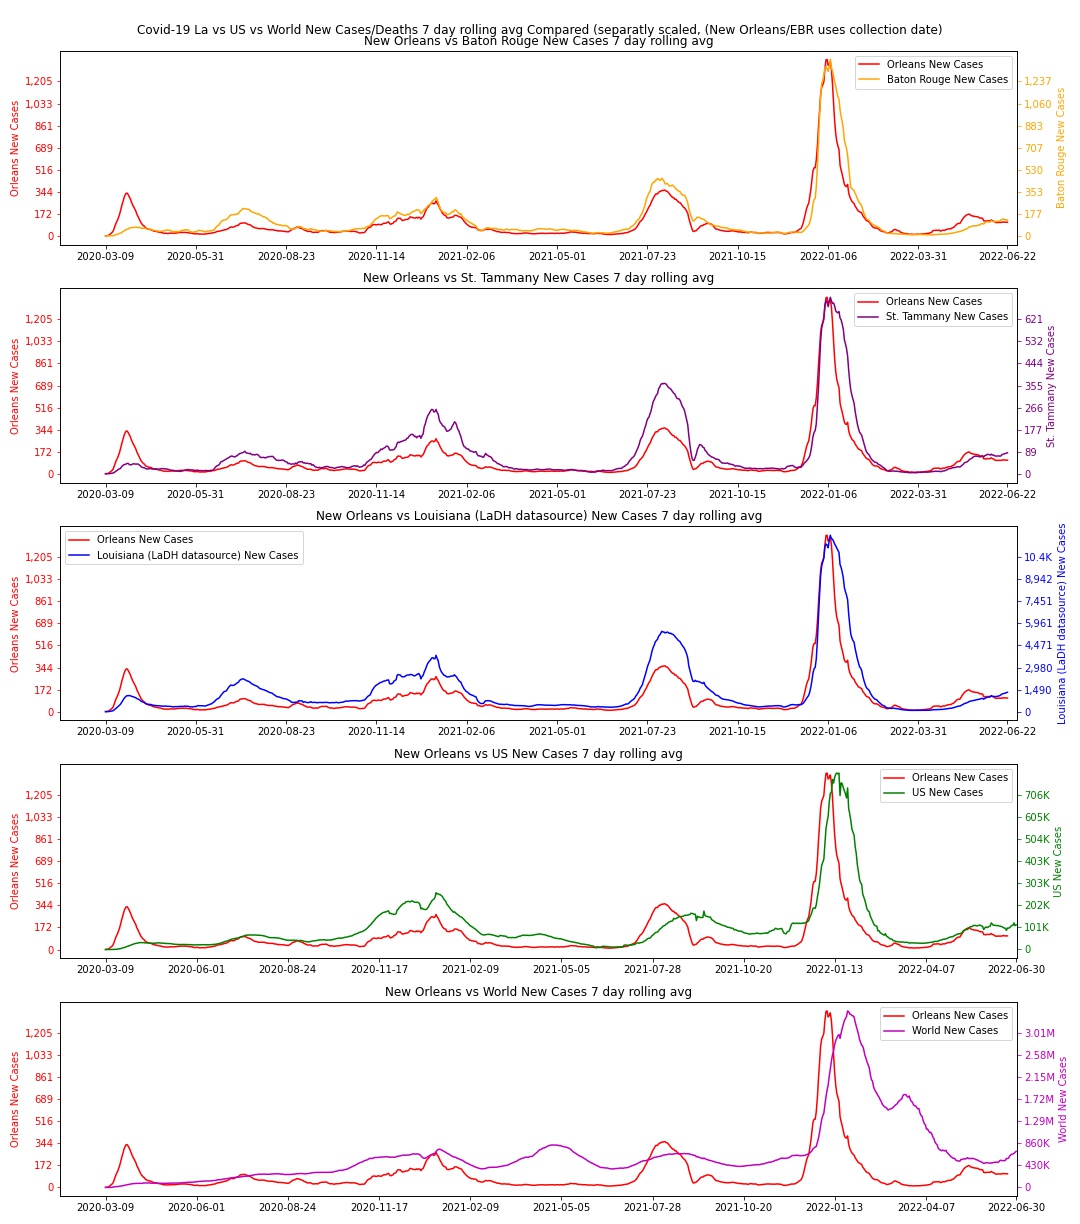 Covid-19 La vs US vs World New Cases/Deaths 7 day rolling avg Compared (separatly scaled, (New Orleans/EBR uses collection date)
New Orleans vs Baton Rouge New Cases 7 day rolling avg
Orleans New Cases
Baton Rouge New Cases
1,205
1,033
861
689
516
344
172
0
Orleans New Cases
1,237
1,060
883
707
530
353
177
0
Baton Rouge New Cases
2020-03-09 2020-05-31 2020-08-23 2020-11-14 2021-02-06 2021-05-01 2021-07-23 2021-10-15 2022-01-06 2022-03-31 2022-06-22
New Orleans vs St. Tammany New Cases 7 day rolling avg
Orleans New Cases
St. Tammany New Cases
1,205
1,033
861
689
516
344
172
0
Orleans New Cases
621
532
444
355
266
177
89
0
St. Tammany New Cases
2020-03-09 2020-05-31 2020-08-23 2020-11-14 2021-02-06 2021-05-01 2021-07-23 2021-10-15 2022-01-06 2022-03-31 2022-06-22
New Orleans vs Louisiana (LaDH datasource) New Cases 7 day rolling avg
Orleans New Cases
Louisiana (LaDH datasource) New Cases
1,205
1,033
861
689
516
344
172
0
Orleans New Cases
10.4K
8,942
7,451
5,961
4,471
2,980
1,490
0
Louisiana (LaDH datasource) New Cases
2020-03-09 2020-05-31 2020-08-23 2020-11-14 2021-02-06 2021-05-01 2021-07-23 2021-10-15 2022-01-06 2022-03-31 2022-06-22
New Orleans vs US New Cases 7 day rolling avg
Orleans New Cases
US New Cases
1,205
1,033
861
689
516
344
172
0
Orleans New Cases
706K
605K
504K
403K
303K
202K
101K
0
US New Cases
2020-03-09 2020-06-01 2020-08-24 2020-11-17 2021-02-09 2021-05-05 2021-07-28 2021-10-20 2022-01-13 2022-04-07 2022-06-30
New Orleans vs World New Cases 7 day rolling avg
Orleans New Cases
World New Cases
1,205
1,033
861
689
516
344
172
0
Orleans New Cases
3.01M
2.58M
2.15M
1.72M
1.29M
860K
430K
0
World New Cases
2020-03-09 2020-06-01 2020-08-24 2020-11-17 2021-02-09 2021-05-05 2021-07-28 2021-10-20 2022-01-13 2022-04-07 2022-06-30